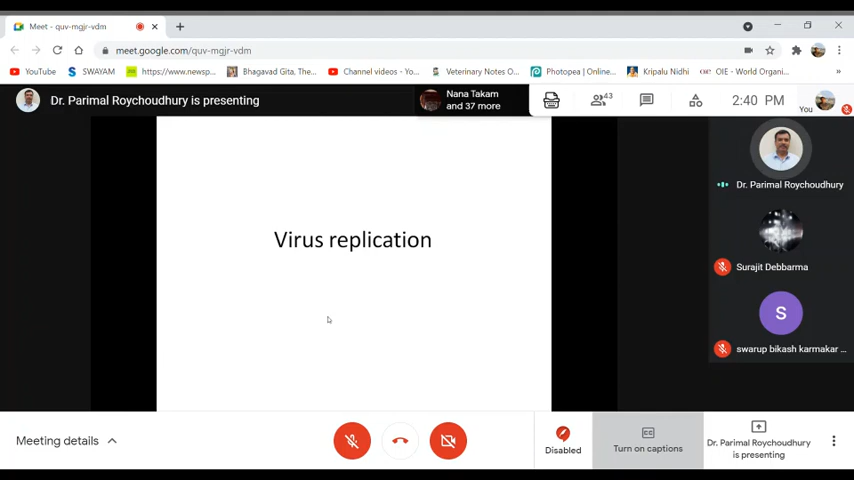 Meet - quv-mgjr-vdm
meet.google.com/quv-mgjr-vdm
YouTube
SWAYAM
https://www.newsp...
Bhagavad Gita, The...
Channel videos - Yo...
Veterinary Notes O...
Photopea | Online...
Kripalu Nidhi
OIE - World Organi...
»
Dr. Parimal Roychoudhury is presenting
Nana Takam
and 37 more
43
2:40 PM
You
Virus replication
Dr. Parimal Roychoudhury
Surajit Debbarma
S
swarup bikash karmakar ...
Meeting details
Disabled
CC
Turn on captions
Dr. Parimal Roychoudhury
is presenting